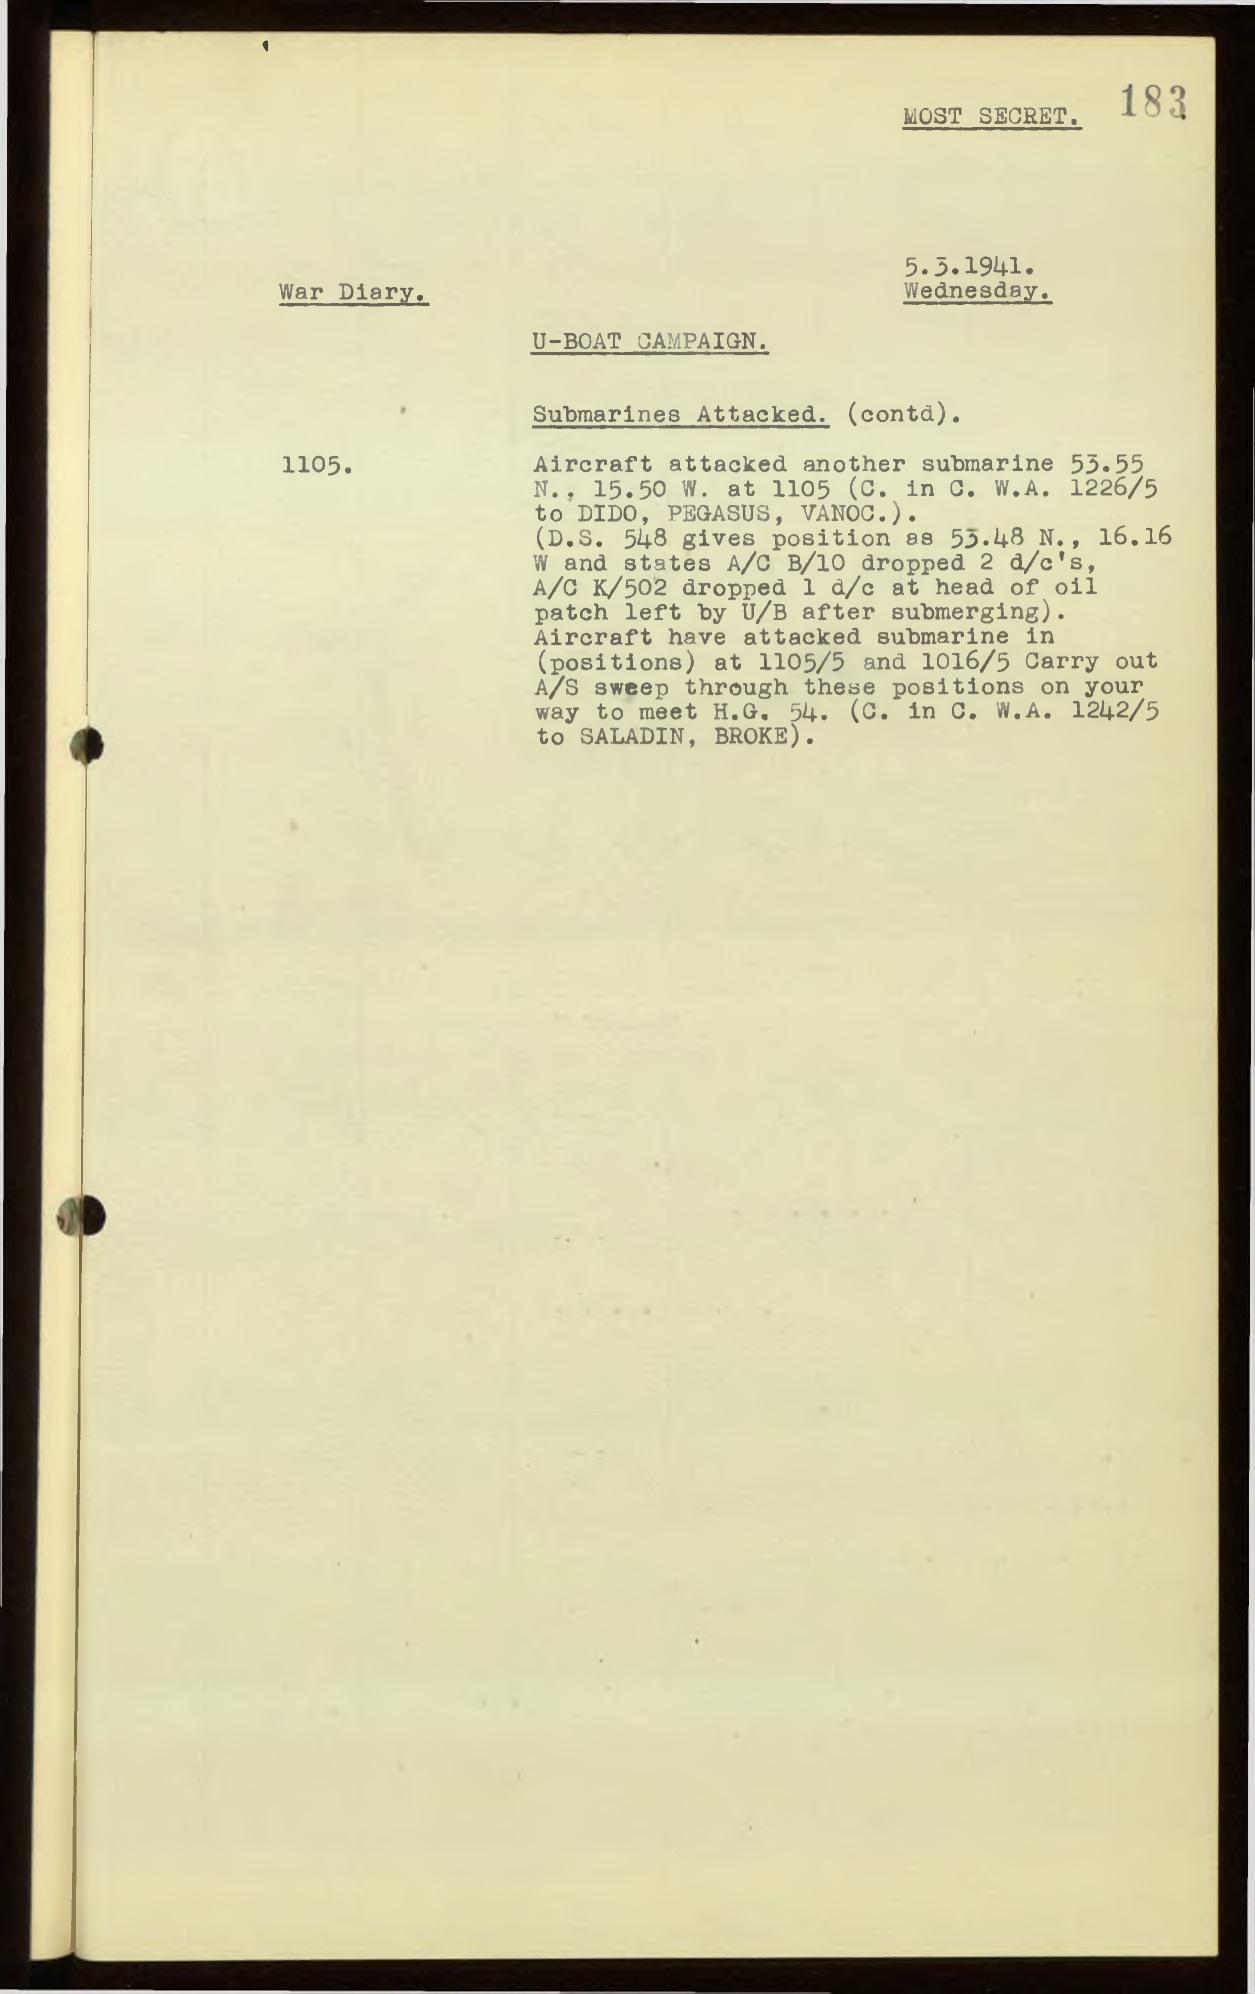 MOST SECRET. 183
5.3.1941.
War Diary. Wednesday.
U-BOAT CAMPAIGN.
Submarines Attacked. (contd).
1105. Aircraft attacked another submarine 53.55
N., 15.50 W. at 1105 (C. in C. W.A. 1226/5
to DIDO, PEGASUS, VANOC.).
(D.S. 548 gives position as 53.48 N., 16.16
W and states A/C B/10 dropped 2 d/c's,
A/C K/502 dropped 1 d/c at head of oil
patch left by U/B after submerging).
Aircraft have attacked submarine in
(positions) at 1105/5 and 1016/5 Carry out
A/S sweep through these positions on your
way to meet H.G. 54. (C. in C. W.A. 1242/5
to SALADIN, BROKE).